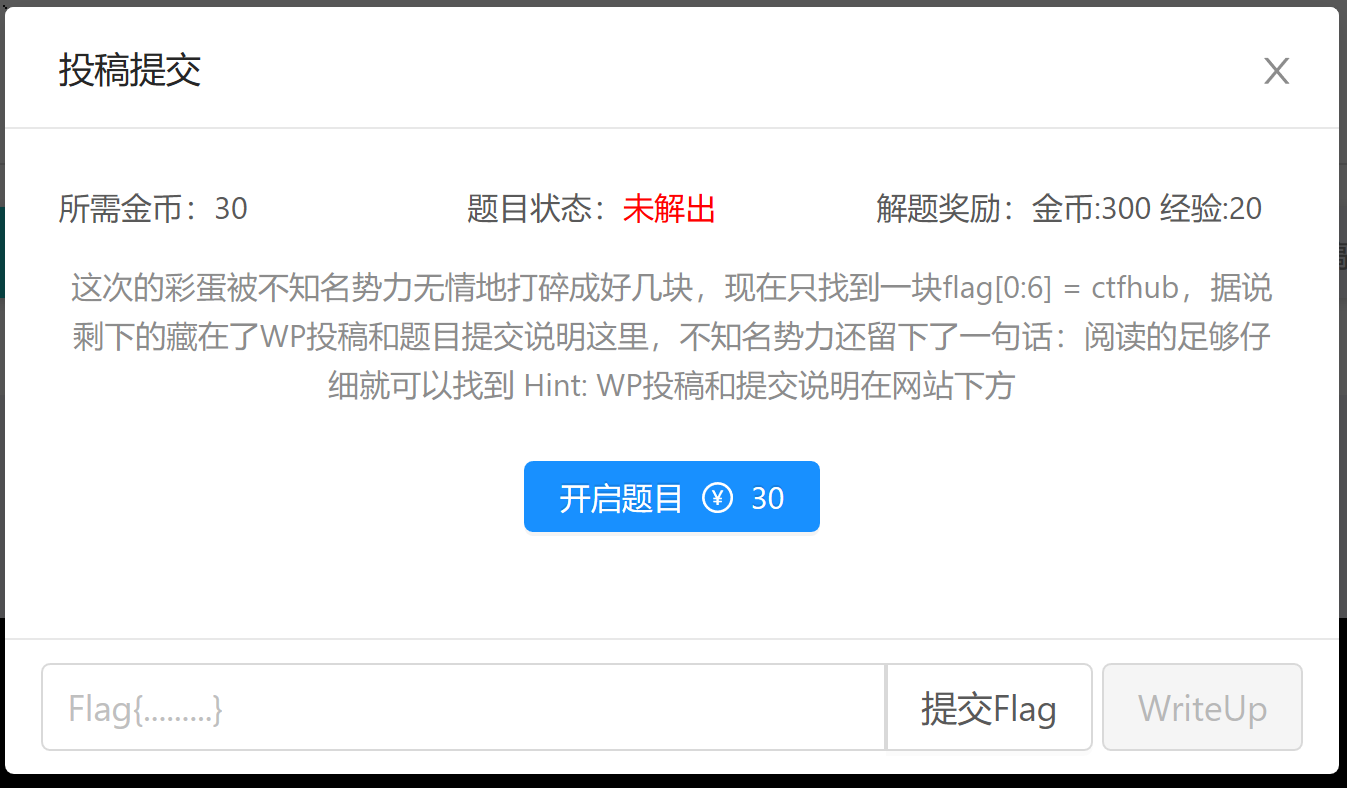 投稿提交
所需金币：30 题目状态：未解出 解题奖励：金币:300 经验:20
这次的彩蛋被不知名势力无情地打碎成好几块，现在只找到一块flag[0:6] = ctfhub，据说
剩下的藏在了WP投稿和题目提交说明这里，不知名势力还留下了一句话：阅读的足够仔
细就可以找到 Hint: WP投稿和提交说明在网站下方
开启题目 ¥ 30
Flag{.........} 提交Flag WriteUp